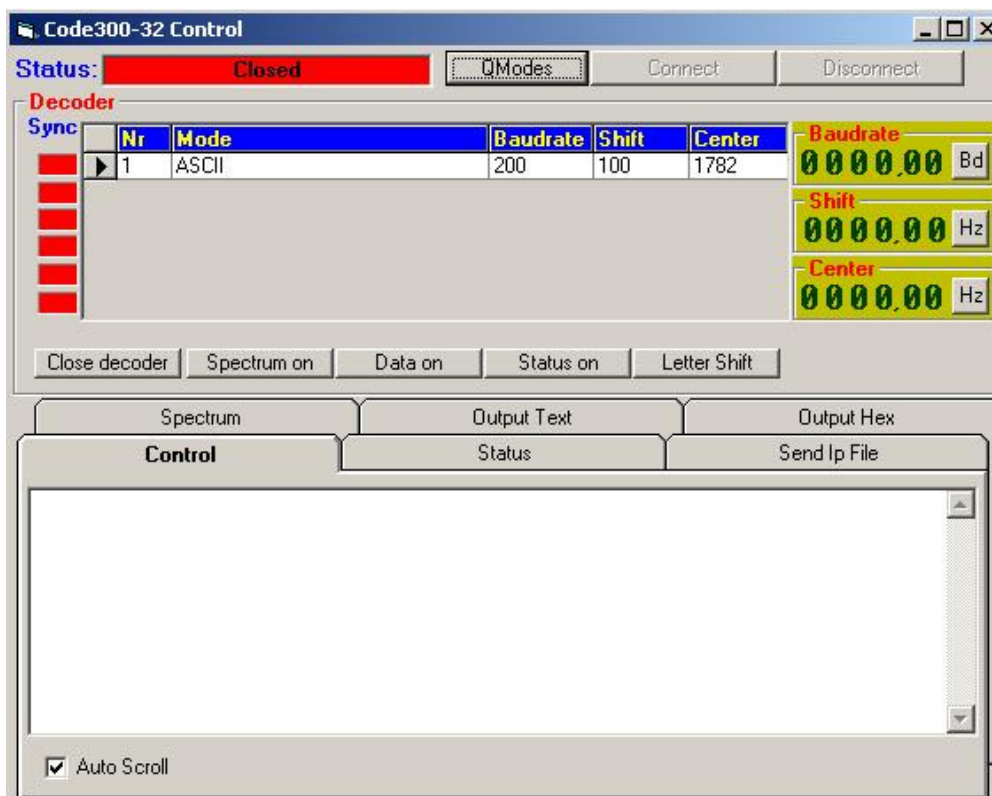 Code300-32 Control
Status: Closed QModes Connect Disconnect
Decoder
Sync
Nr Mode Baudrate Shift Center
1 ASCII 200 100 1782
Baudrate
0000,00 Bd
Shift
0000,00 Hz
Center
0000,00 Hz
Close decoder Spectrum on Data on Status on Letter Shift
Spectrum Output Text Output Hex
Control Status Send Ip File
Auto Scroll